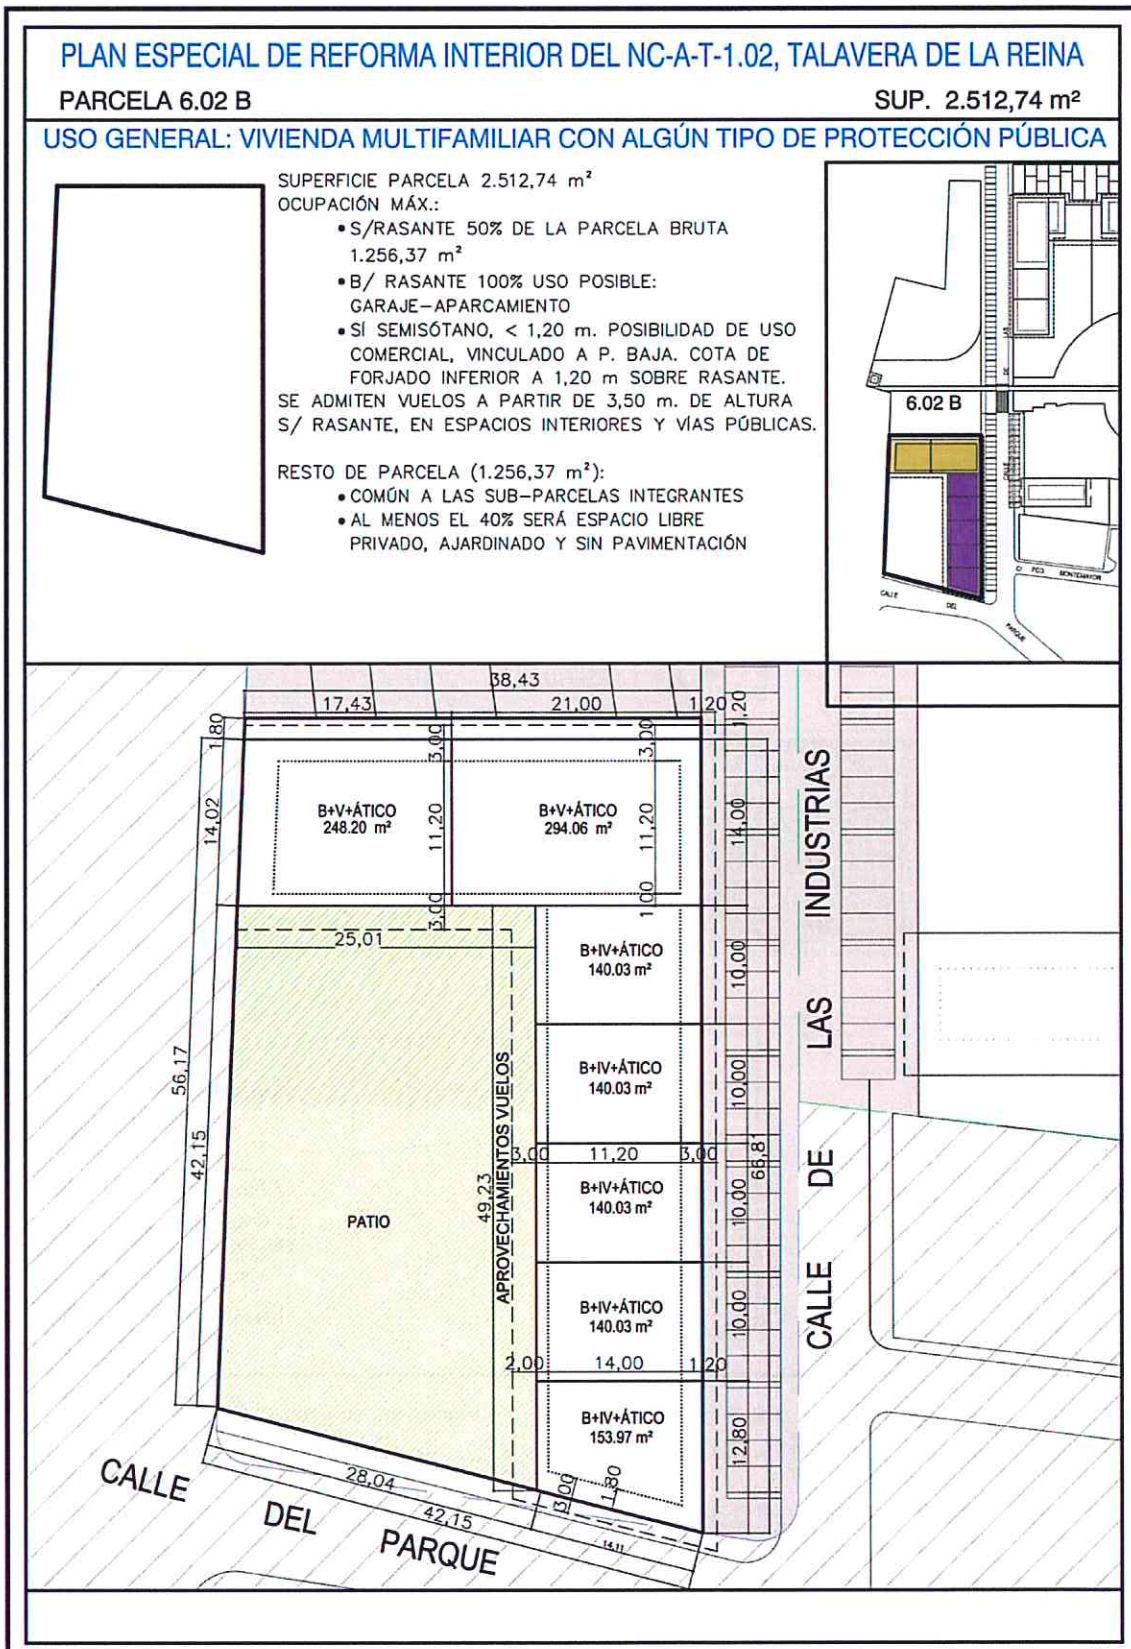 PLAN ESPECIAL DE REFORMA INTERIOR DEL NC-A-T-1.02, TALAVERA DE LA REINA
PARCELA 6.02 B
SUP. 2.512,74 m²
USO GENERAL: VIVIENDA MULTIFAMILIAR CON ALGÚN TIPO DE PROTECCIÓN PÚBLICA
SUPERFICIE PARCELA 2.512,74 m²
OCUPACIÓN MÁX.:
• S/RASANTE 50% DE LA PARCELA BRUTA
1.256,37 m²
• B/ RASANTE 100% USO POSIBLE:
GARAJE-APARCAMIENTO
• SÍ SEMISÓTANO, < 1,20 m. POSIBILIDAD DE USO
COMERCIAL, VINCULADO A P. BAJA. COTA DE
FORJADO INFERIOR A 1,20 m SOBRE RASANTE.
SE ADMITEN VUELOS A PARTIR DE 3,50 m. DE ALTURA
S/ RASANTE, EN ESPACIOS INTERIORES Y VÍAS PÚBLICAS.
RESTO DE PARCELA (1.256,37 m²):
• COMÚN A LAS SUB-PARCELAS INTEGRANTES
• AL MENOS EL 40% SERÁ ESPACIO LIBRE
PRIVADO, AJARDINADO Y SIN PAVIMENTACIÓN
6.02 B
CALLE DE LAS
CALLE DEL PARQUE
C/ PDG MONTEMAYOR
38,43
17,43
21,00
1,20
1,20
1,80
3,00
3,00
14,02
B+V+ÁTICO
248.20 m²
11,20
B+V+ÁTICO
294.06 m²
11,20
14,00
3,00
1,00
25,01
B+IV+ÁTICO
140.03 m²
10,00
B+IV+ÁTICO
140.03 m²
10,00
56,17
42,15
APROVECHAMIENTOS VUELOS
49,23
3,00
11,20
3,00
66,81
B+IV+ÁTICO
140.03 m²
10,00
PATIO
B+IV+ÁTICO
140.03 m²
10,00
2,00
14,00
1,20
B+IV+ÁTICO
153.97 m²
12,80
3,00
1,80
28,04
42,15
14,11
CALLE DEL PARQUE
CALLE DE LAS INDUSTRIAS